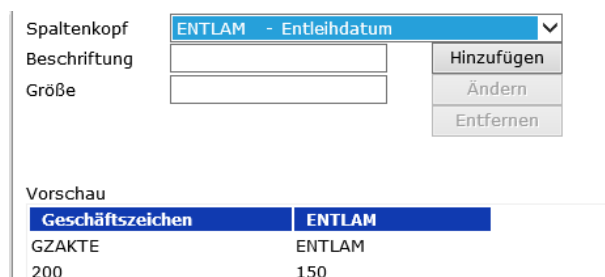 Spaltenkopf ENTLAM - Entleihdatum
Beschriftung Hinzufügen
Größe Ändern
Entfernen
Vorschau
Geschäftszeichen ENTLAM
GZAKTE ENTLAM
200 150